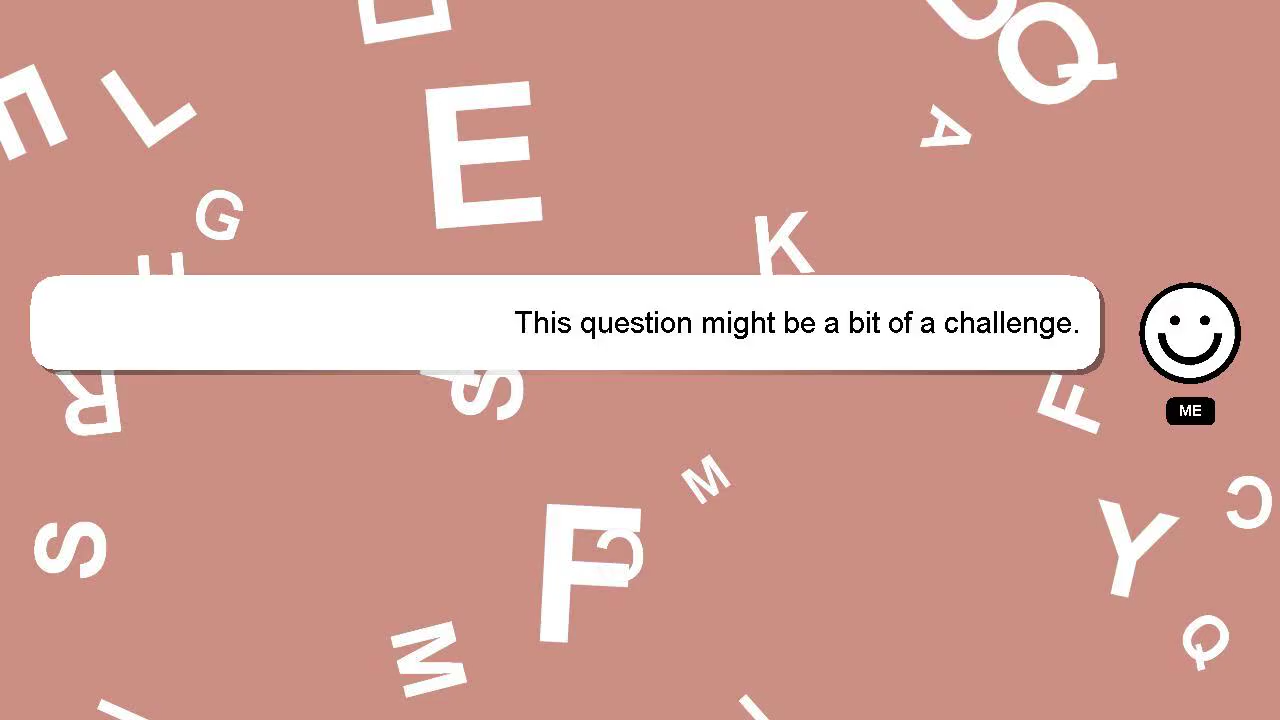 E
L
E
Q
A
G
K
This question might be a bit of a challenge.
ME
R
S
F
M
C
S
F
G
Y
Q
M